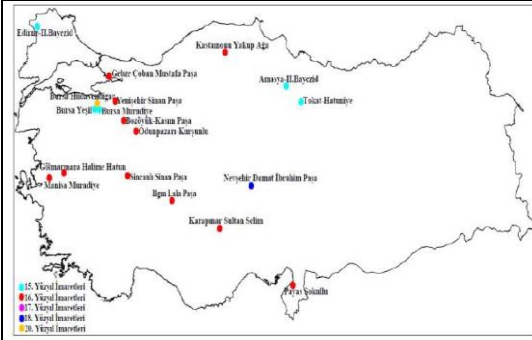 Edirne-II.Bayezid
Kastamonu Yakup Ağa
Gebze Çoban Mustafa Paşa
Amasya-II.Bayezid
Tokat-Hatuniye
Bursa Hüdavendigar
Yenişehir Sinan Paşa
Bursa Yeşil
Bursa Muradiye
Bozöyük-Kasım Paşa
Odunpazarı-Kurşunlu
Gölmarmara Halime Hatun
Manisa Muradiye
Sincanlı Sinan Paşa
Nevşehir Damat İbrahim Paşa
Ilgın Lala Paşa
Karapınar Sultan Selim
Payas Sokullu
15. Yüzyıl İmaretleri
16. Yüzyıl İmaretleri
17. Yüzyıl İmaretleri
18. Yüzyıl İmaretleri
20. Yüzyıl İmaretleri